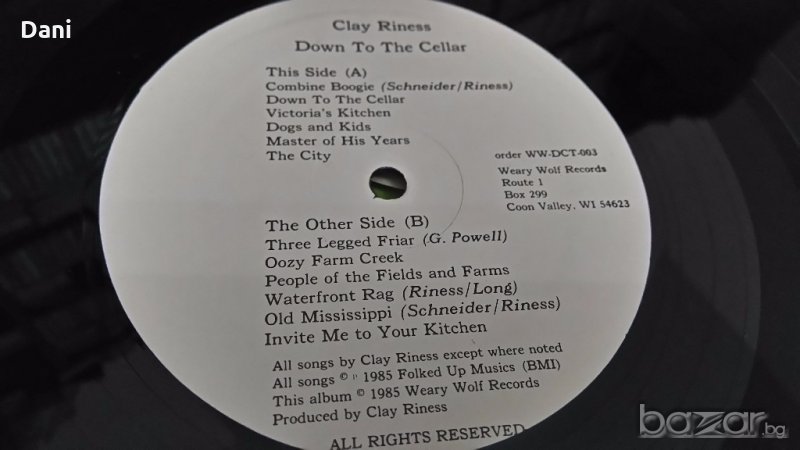 Dani
Clay Riness
Down To The Cellar
This Side (A)
Combine Boogie (Schneider/Riness)
Down To The Cellar
Victoria's Kitchen
Dogs and Kids
Master of His Years
The City
order WW-DCT-003
Weary Wolf Records
Route 1
Box 299
Coon Valley, WI 54623
The Other Side (B)
Three Legged Friar (G. Powell)
Oozy Farm Creek
People of the Fields and Farms
Waterfront Rag (Riness/Long)
Old Mississippi (Schneider/Riness)
Invite Me to Your Kitchen
All songs by Clay Riness except where noted
All songs © ℗ 1985 Folked Up Musics (BMI)
This album © 1985 Weary Wolf Records
Produced by Clay Riness
ALL RIGHTS RESERVED
bazar.bg